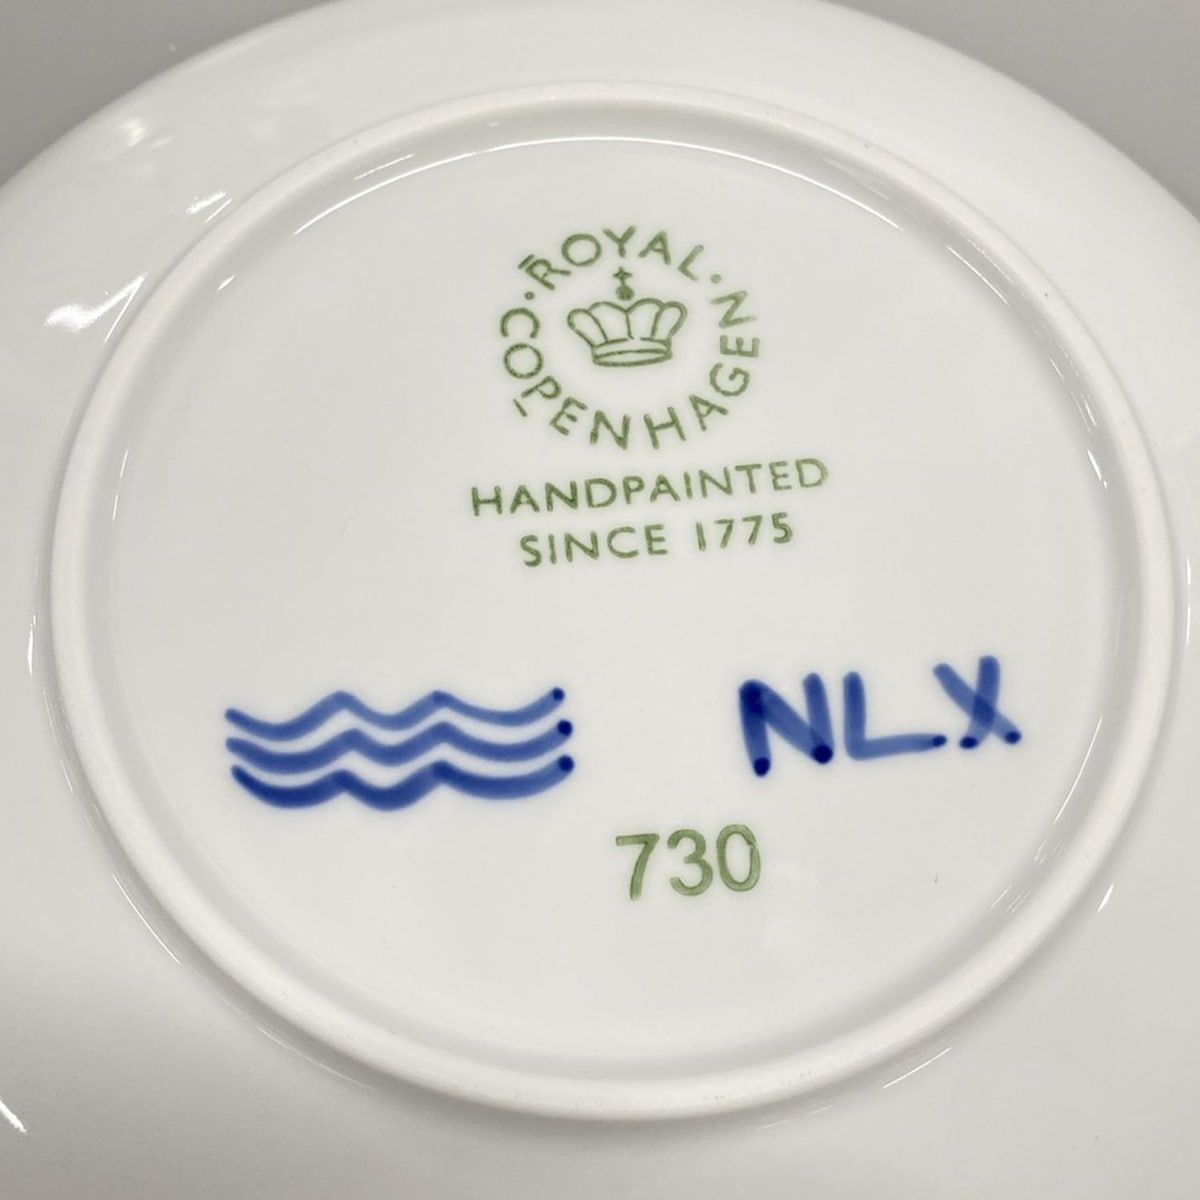 ROYAL · COPENHAGEN ·
HANDPAINTED
SINCE 1775
NLX
730